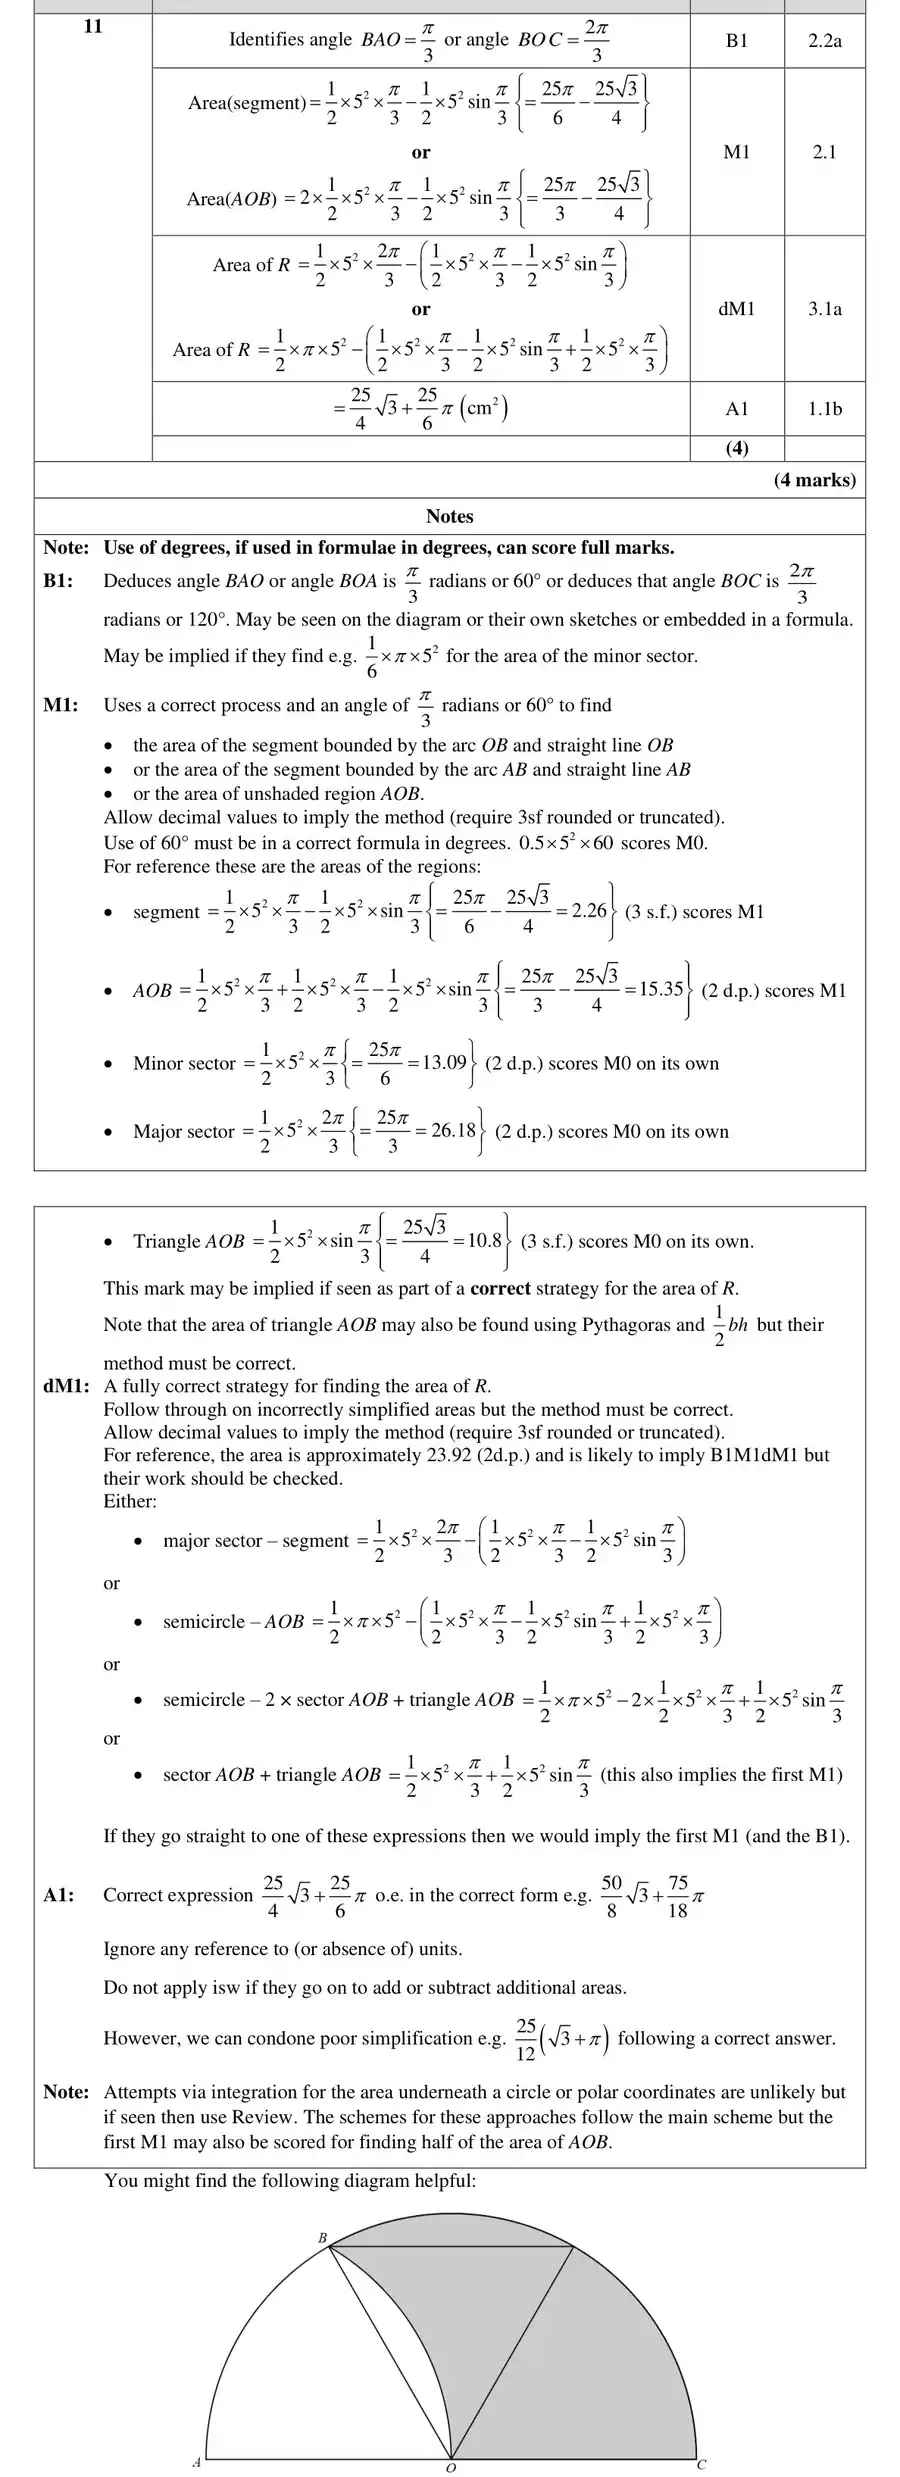 11
Identifies angle BAO = π/3 or angle BOC = 2π/3
B1
2.2a
Area(segment) = 1/2 × 5² × π/3 − 1/2 × 5² sin π/3 {= 25π/6 − 25√3/4}
or
Area(AOB) = 2 × 1/2 × 5² × π/3 − 1/2 × 5² sin π/3 {= 25π/3 − 25√3/4}
M1
2.1
Area of R = 1/2 × 5² × 2π/3 − (1/2 × 5² × π/3 − 1/2 × 5² sin π/3)
or
Area of R = 1/2 × π × 5² − (1/2 × 5² × π/3 − 1/2 × 5² sin π/3 + 1/2 × 5² × π/3)
dM1
3.1a
= 25/4 √3 + 25/6 π (cm²)
A1
1.1b
(4)
(4 marks)
Notes
Note: Use of degrees, if used in formulae in degrees, can score full marks.
B1: Deduces angle BAO or angle BOA is π/3 radians or 60° or deduces that angle BOC is 2π/3
radians or 120°. May be seen on the diagram or their own sketches or embedded in a formula.
May be implied if they find e.g. 1/6 × π × 5² for the area of the minor sector.
M1: Uses a correct process and an angle of π/3 radians or 60° to find
• the area of the segment bounded by the arc OB and straight line OB
• or the area of the segment bounded by the arc AB and straight line AB
• or the area of unshaded region AOB.
Allow decimal values to imply the method (require 3sf rounded or truncated).
Use of 60° must be in a correct formula in degrees. 0.5 × 5² × 60 scores M0.
For reference these are the areas of the regions:
• segment = 1/2 × 5² × π/3 − 1/2 × 5² × sin π/3 {= 25π/6 − 25√3/4 = 2.26} (3 s.f.) scores M1
• AOB = 1/2 × 5² × π/3 + 1/2 × 5² × π/3 − 1/2 × 5² × sin π/3 {= 25π/3 − 25√3/4 = 15.35} (2 d.p.) scores M1
• Minor sector = 1/2 × 5² × π/3 {= 25π/6 = 13.09} (2 d.p.) scores M0 on its own
• Major sector = 1/2 × 5² × 2π/3 {= 25π/3 = 26.18} (2 d.p.) scores M0 on its own
• Triangle AOB = 1/2 × 5² × sin π/3 {= 25√3/4 = 10.8} (3 s.f.) scores M0 on its own.
This mark may be implied if seen as part of a correct strategy for the area of R.
Note that the area of triangle AOB may also be found using Pythagoras and 1/2 bh but their
method must be correct.
dM1: A fully correct strategy for finding the area of R.
Follow through on incorrectly simplified areas but the method must be correct.
Allow decimal values to imply the method (require 3sf rounded or truncated).
For reference, the area is approximately 23.92 (2d.p.) and is likely to imply B1M1dM1 but
their work should be checked.
Either:
• major sector – segment = 1/2 × 5² × 2π/3 − (1/2 × 5² × π/3 − 1/2 × 5² sin π/3)
or
• semicircle – AOB = 1/2 × π × 5² − (1/2 × 5² × π/3 − 1/2 × 5² sin π/3 + 1/2 × 5² × π/3)
or
• semicircle – 2 × sector AOB + triangle AOB = 1/2 × π × 5² − 2 × 1/2 × 5² × π/3 + 1/2 × 5² sin π/3
or
• sector AOB + triangle AOB = 1/2 × 5² × π/3 + 1/2 × 5² sin π/3 (this also implies the first M1)
If they go straight to one of these expressions then we would imply the first M1 (and the B1).
A1: Correct expression 25/4 √3 + 25/6 π o.e. in the correct form e.g. 50/8 √3 + 75/18 π
Ignore any reference to (or absence of) units.
Do not apply isw if they go on to add or subtract additional areas.
However, we can condone poor simplification e.g. 25/12 (√3 + π) following a correct answer.
Note: Attempts via integration for the area underneath a circle or polar coordinates are unlikely but
if seen then use Review. The schemes for these approaches follow the main scheme but the
first M1 may also be scored for finding half of the area of AOB.
You might find the following diagram helpful:
B
A
O
C